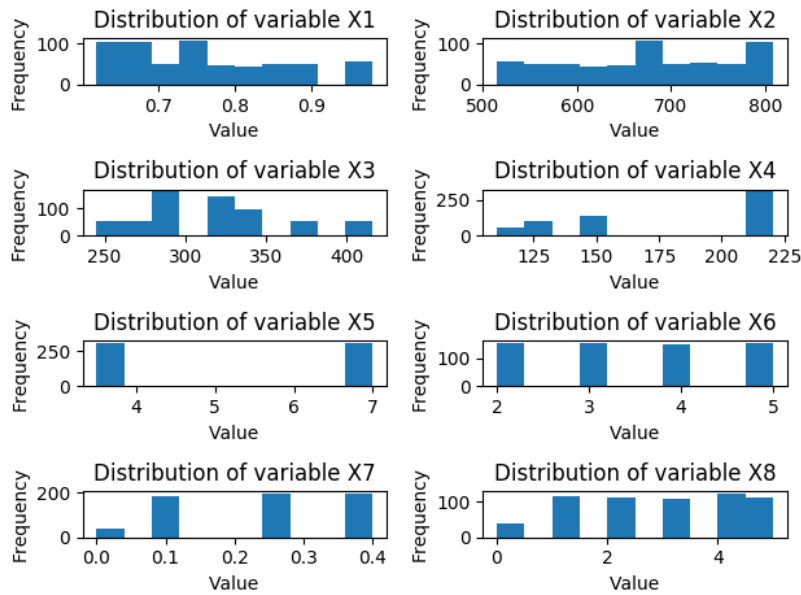 Distribution of variable X1
Frequency
100
0
0.7 0.8 0.9
Value
Distribution of variable X2
Frequency
100
0
500 600 700 800
Value
Distribution of variable X3
Frequency
100
0
250 300 350 400
Value
Distribution of variable X4
Frequency
250
0
125 150 175 200 225
Value
Distribution of variable X5
Frequency
250
0
4 5 6 7
Value
Distribution of variable X6
Frequency
100
0
2 3 4 5
Value
Distribution of variable X7
Frequency
200
0
0.0 0.1 0.2 0.3 0.4
Value
Distribution of variable X8
Frequency
100
0
0 2 4
Value